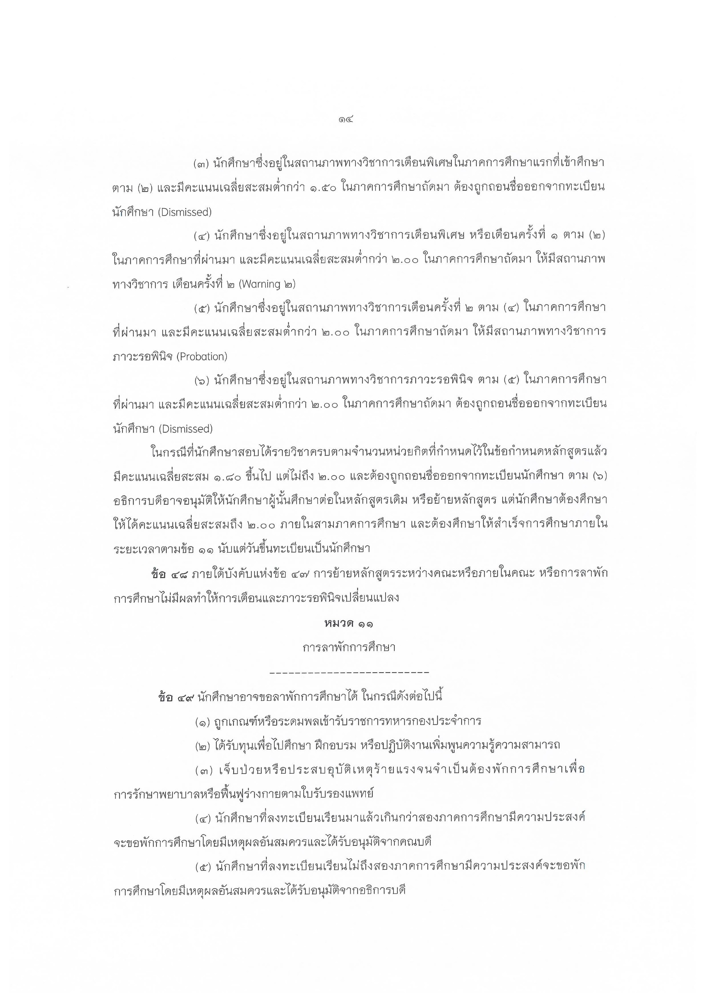 ๑๔
(๓) นักศึกษาซึ่งอยู่ในสถานภาพทางวิชาการเตือนพิเศษในภาคการศึกษาแรกที่เข้าศึกษา
ตาม (๒) และมีคะแนนเฉลี่ยสะสมต่ำกว่า ๑.๕๐ ในภาคการศึกษาถัดมา ต้องถูกถอนชื่อออกจากทะเบียน
นักศึกษา (Dismissed)
(๔) นักศึกษาซึ่งอยู่ในสถานภาพทางวิชาการเตือนพิเศษ หรือเตือนครั้งที่ ๑ ตาม (๒)
ในภาคการศึกษาที่ผ่านมา และมีคะแนนเฉลี่ยสะสมต่ำกว่า ๒.๐๐ ในภาคการศึกษาถัดมา ให้มีสถานภาพ
ทางวิชาการ เตือนครั้งที่ ๒ (Warning ๒)
(๕) นักศึกษาซึ่งอยู่ในสถานภาพทางวิชาการเตือนครั้งที่ ๒ ตาม (๔) ในภาคการศึกษา
ที่ผ่านมา และมีคะแนนเฉลี่ยสะสมต่ำกว่า ๒.๐๐ ในภาคการศึกษาถัดมา ให้มีสถานภาพทางวิชาการ
ภาวะรอพินิจ (Probation)
(๖) นักศึกษาซึ่งอยู่ในสถานภาพทางวิชาการภาวะรอพินิจ ตาม (๕) ในภาคการศึกษา
ที่ผ่านมา และมีคะแนนเฉลี่ยสะสมต่ำกว่า ๒.๐๐ ในภาคการศึกษาถัดมา ต้องถูกถอนชื่อออกจากทะเบียน
นักศึกษา (Dismissed)
ในกรณีที่นักศึกษาสอบได้รายวิชาครบตามจำนวนหน่วยกิตที่กำหนดไว้ในข้อกำหนดหลักสูตรแล้ว
มีคะแนนเฉลี่ยสะสม ๑.๘๐ ขึ้นไป แต่ไม่ถึง ๒.๐๐ และต้องถูกถอนชื่อออกจากทะเบียนนักศึกษา ตาม (๖)
อธิการบดีอาจอนุมัติให้นักศึกษาผู้นั้นศึกษาต่อในหลักสูตรเดิม หรือย้ายหลักสูตร แต่นักศึกษาต้องศึกษา
ให้ได้คะแนนเฉลี่ยสะสมถึง ๒.๐๐ ภายในสามภาคการศึกษา และต้องศึกษาให้สำเร็จการศึกษาภายใน
ระยะเวลาตามข้อ ๑๑ นับแต่วันขึ้นทะเบียนเป็นนักศึกษา
ข้อ ๔๘ ภายใต้บังคับแห่งข้อ ๔๗ การย้ายหลักสูตรระหว่างคณะหรือภายในคณะ หรือการลาพัก
การศึกษาไม่มีผลทำให้การเตือนและภาวะรอพินิจเปลี่ยนแปลง
หมวด ๑๑
การลาพักการศึกษา
-------------------------
ข้อ ๔๙ นักศึกษาอาจขอลาพักการศึกษาได้ ในกรณีดังต่อไปนี้
(๑) ถูกเกณฑ์หรือระดมพลเข้ารับราชการทหารกองประจำการ
(๒) ได้รับทุนเพื่อไปศึกษา ฝึกอบรม หรือปฏิบัติงานเพิ่มพูนความรู้ความสามารถ
(๓) เจ็บป่วยหรือประสบอุบัติเหตุร้ายแรงจนจำเป็นต้องพักการศึกษาเพื่อ
การรักษาพยาบาลหรือฟื้นฟูร่างกายตามใบรับรองแพทย์
(๔) นักศึกษาที่ลงทะเบียนเรียนมาแล้วเกินกว่าสองภาคการศึกษามีความประสงค์
จะขอพักการศึกษาโดยมีเหตุผลอันสมควรและได้รับอนุมัติจากคณบดี
(๕) นักศึกษาที่ลงทะเบียนเรียนไม่ถึงสองภาคการศึกษามีความประสงค์จะขอพัก
การศึกษาโดยมีเหตุผลอันสมควรและได้รับอนุมัติจากอธิการบดี